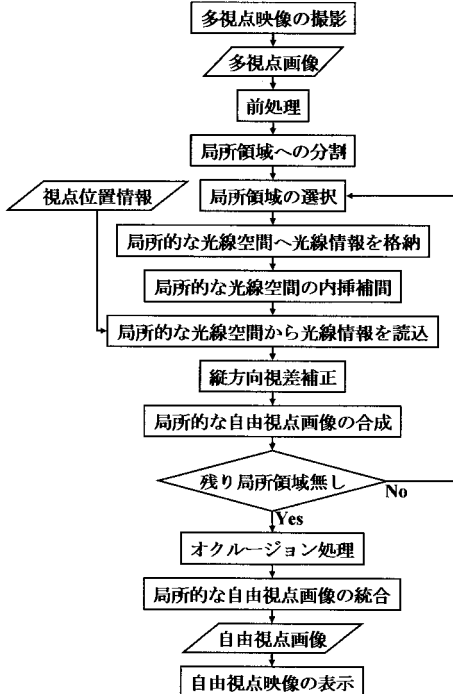 多視点映像の撮影
多視点画像
前処理
局所領域への分割
視点位置情報
局所領域の選択
局所的な光線空間へ光線情報を格納
局所的な光線空間の内挿補間
局所的な光線空間から光線情報を読込
縦方向視差補正
局所的な自由視点画像の合成
残り局所領域無し
No
Yes
オクルージョン処理
局所的な自由視点画像の統合
自由視点画像
自由視点映像の表示